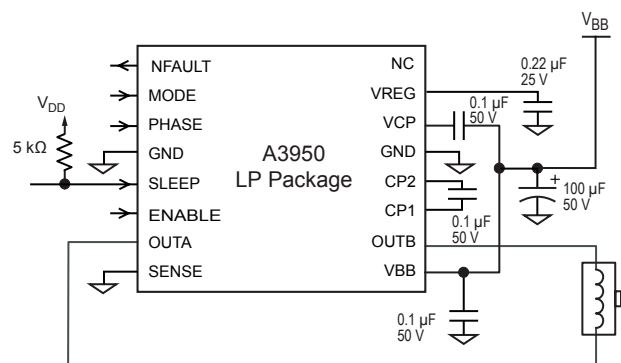 V_BB
NFAULT
MODE
PHASE
GND
SLEEP
ENABLE
OUTA
SENSE
V_DD
5 kΩ
A3950
LP Package
NC
VREG
VCP
GND
CP2
CP1
OUTB
VBB
0.22 µF
25 V
0.1 µF
50 V
+
100 µF
50 V
0.1 µF
50 V
0.1 µF
50 V